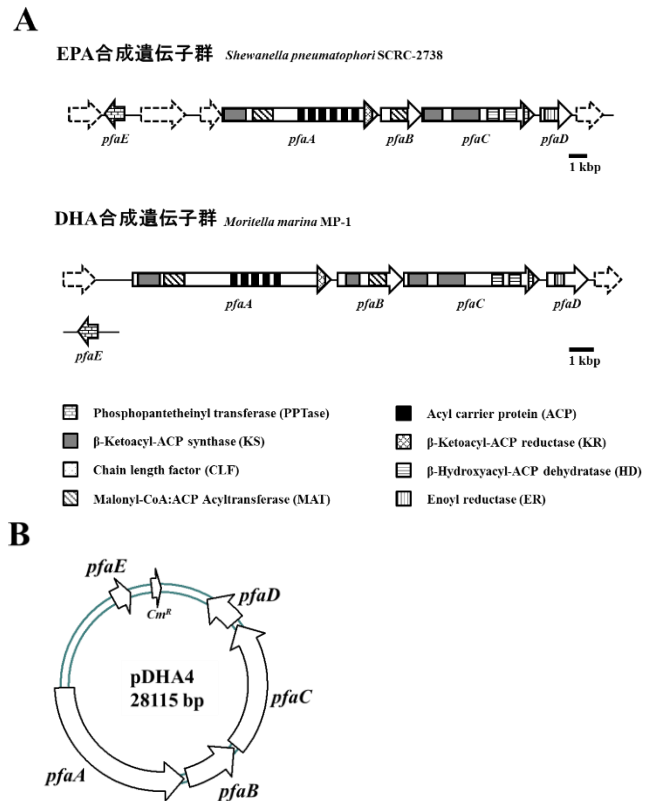 A
EPA合成遺伝子群 Shewanella pneumatophori SCRC-2738
pfaE pfaA pfaB pfaC pfaD
1 kbp
DHA合成遺伝子群 Moritella marina MP-1
pfaA pfaB pfaC pfaD
pfaE
1 kbp
Phosphopantetheinyl transferase (PPTase)
β-Ketoacyl-ACP synthase (KS)
Chain length factor (CLF)
Malonyl-CoA:ACP Acyltransferase (MAT)
Acyl carrier protein (ACP)
β-Ketoacyl-ACP reductase (KR)
β-Hydroxyacyl-ACP dehydratase (HD)
Enoyl reductase (ER)
B
pfaE
CmR
pfaD
pDHA4
28115 bp
pfaC
pfaA
pfaB